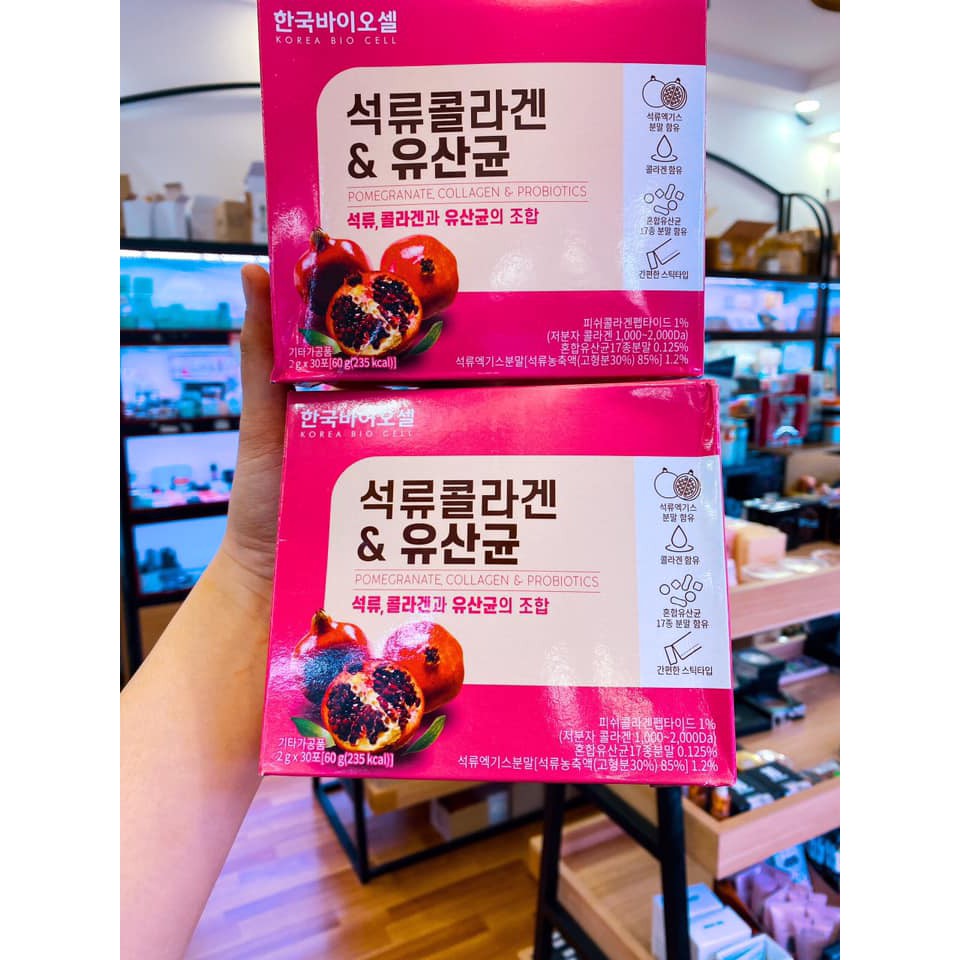 한국바이오셀
KOREA BIO CELL
석류콜라겐
& 유산균
POMEGRANATE, COLLAGEN & PROBIOTICS
석류, 콜라겐과 유산균의 조합
석류엑기스
분말 함유
콜라겐 함유
혼합유산균
17종 분말 함유
간편한 스틱타입
기타가공품
2 g x 30포[60 g(235 kcal)]
피쉬콜라겐펩타이드 1%
(저분자 콜라겐 1,000~2,000Da)
혼합유산균17종분말 0.125%
석류엑기스분말[석류농축액(고형분30%) 85%] 1.2%
한국바이오셀
KOREA BIO CELL
석류콜라겐
& 유산균
POMEGRANATE, COLLAGEN & PROBIOTICS
석류, 콜라겐과 유산균의 조합
석류엑기스
분말 함유
콜라겐 함유
혼합유산균
17종 분말 함유
간편한 스틱타입
기타가공품
2 g x 30포[60 g(235 kcal)]
피쉬콜라겐펩타이드 1%
(저분자 콜라겐 1,000~2,000Da)
혼합유산균17종분말 0.125%
석류엑기스분말[석류농축액(고형분30%) 85%] 1.2%